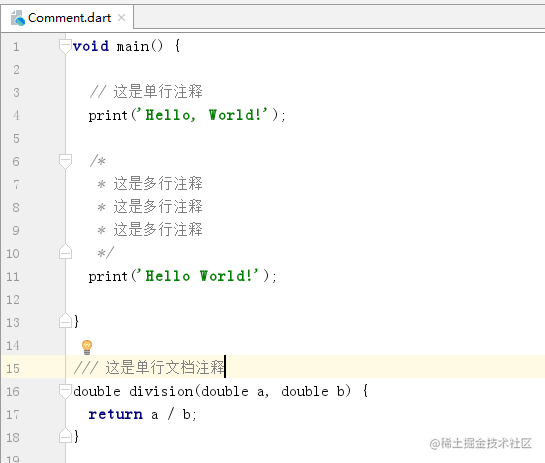 Comment.dart
1 void main() {
2
3 // 这是单行注释
4 print('Hello, World!');
5
6 /*
7 * 这是多行注释
8 * 这是多行注释
9 * 这是多行注释
10 */
11 print('Hello World!');
12
13 }
14
15 /// 这是单行文档注释
16 double division(double a, double b) {
17 return a / b;
18 }
19
@稀土掘金技术社区